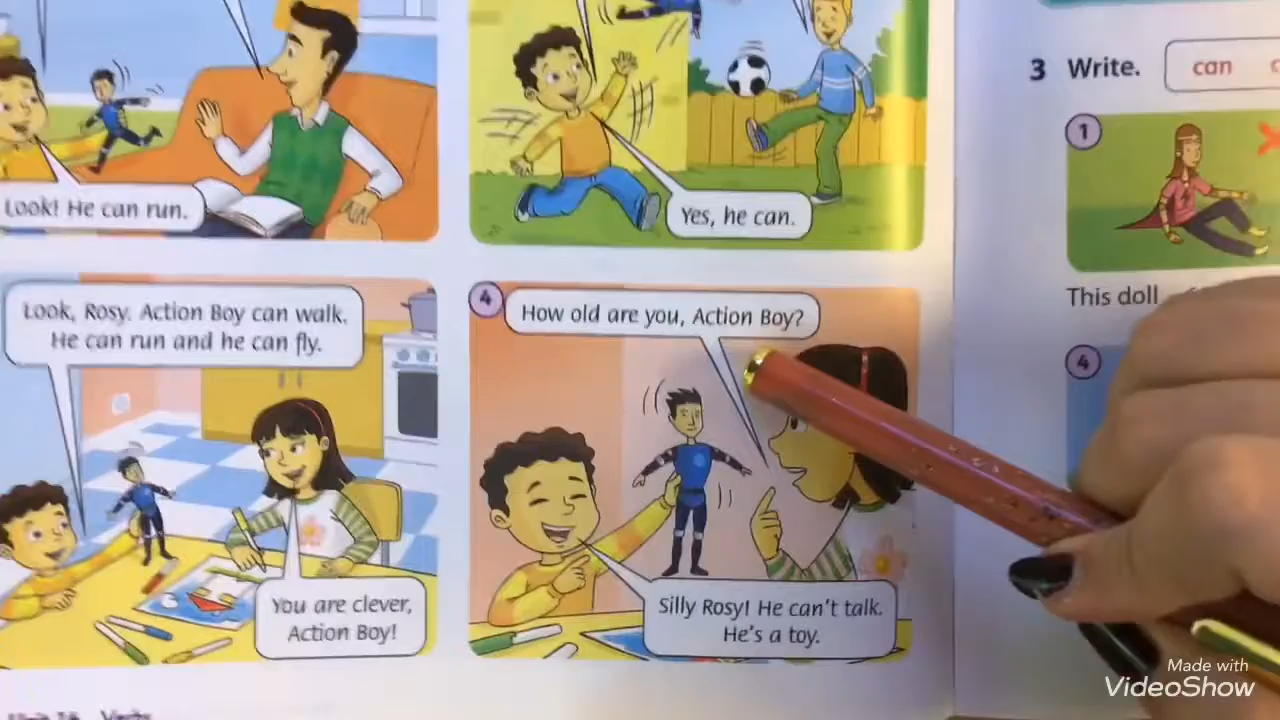 Look! He can run.
Yes, he can.
Look, Rosy. Action Boy can walk.
He can run and he can fly.
You are clever,
Action Boy!
4
How old are you, Action Boy?
Silly Rosy! He can't talk.
He's a toy.
3 Write.
can
1
This doll
4
Made with
VideoShow